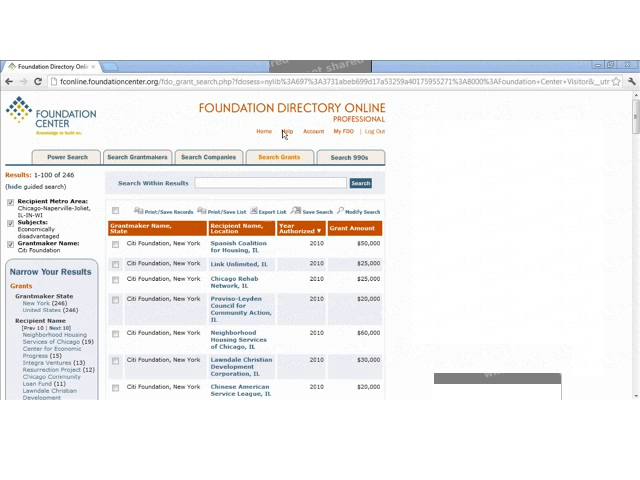 Foundation Directory Onli
fconline.foundationcenter.org/fdo_grant_search.php?fdosess=nylib%3A697%3A3731abeb699d17a53259a40175955271%3A8000%3AFoundation+Center+Visitor&__utm
FOUNDATION
CENTER
Knowledge to build on.
FOUNDATION DIRECTORY ONLINE
PROFESSIONAL
Home Help Account My FDO | Log Out
Power Search Search Grantmakers Search Companies Search Grants Search 990s
Results: 1-100 of 246
(hide guided search)
Recipient Metro Area:
Chicago-Naperville-Joliet,
IL-IN-WI
Subjects:
Economically
disadvantaged
Grantmaker Name:
Citi Foundation
Narrow Your Results
Grants
Grantmaker State
New York (246)
United States (246)
Recipient Name
[Prev 10 | Next 10]
Neighborhood Housing
Services of Chicago (19)
Center for Economic
Progress (15)
Integra Ventures (13)
Resurrection Project (12)
Chicago Community
Loan Fund (11)
Lawndale Christian
Development
Search Within Results Search
Print/Save Records Print/Save List Export List Save Search Modify Search
Grantmaker Name, State Recipient Name, Location Year Authorized ▼ Grant Amount
Citi Foundation, New York Spanish Coalition for Housing, IL 2010 $50,000
Citi Foundation, New York Link Unlimited, IL 2010 $25,000
Citi Foundation, New York Chicago Rehab Network, IL 2010 $25,000
Citi Foundation, New York Proviso-Leyden Council for Community Action, IL 2010 $20,000
Citi Foundation, New York Neighborhood Housing Services of Chicago, IL 2010 $60,000
Citi Foundation, New York Lawndale Christian Development Corporation, IL 2010 $30,000
Citi Foundation, New York Chinese American Service League, IL 2010 $20,000